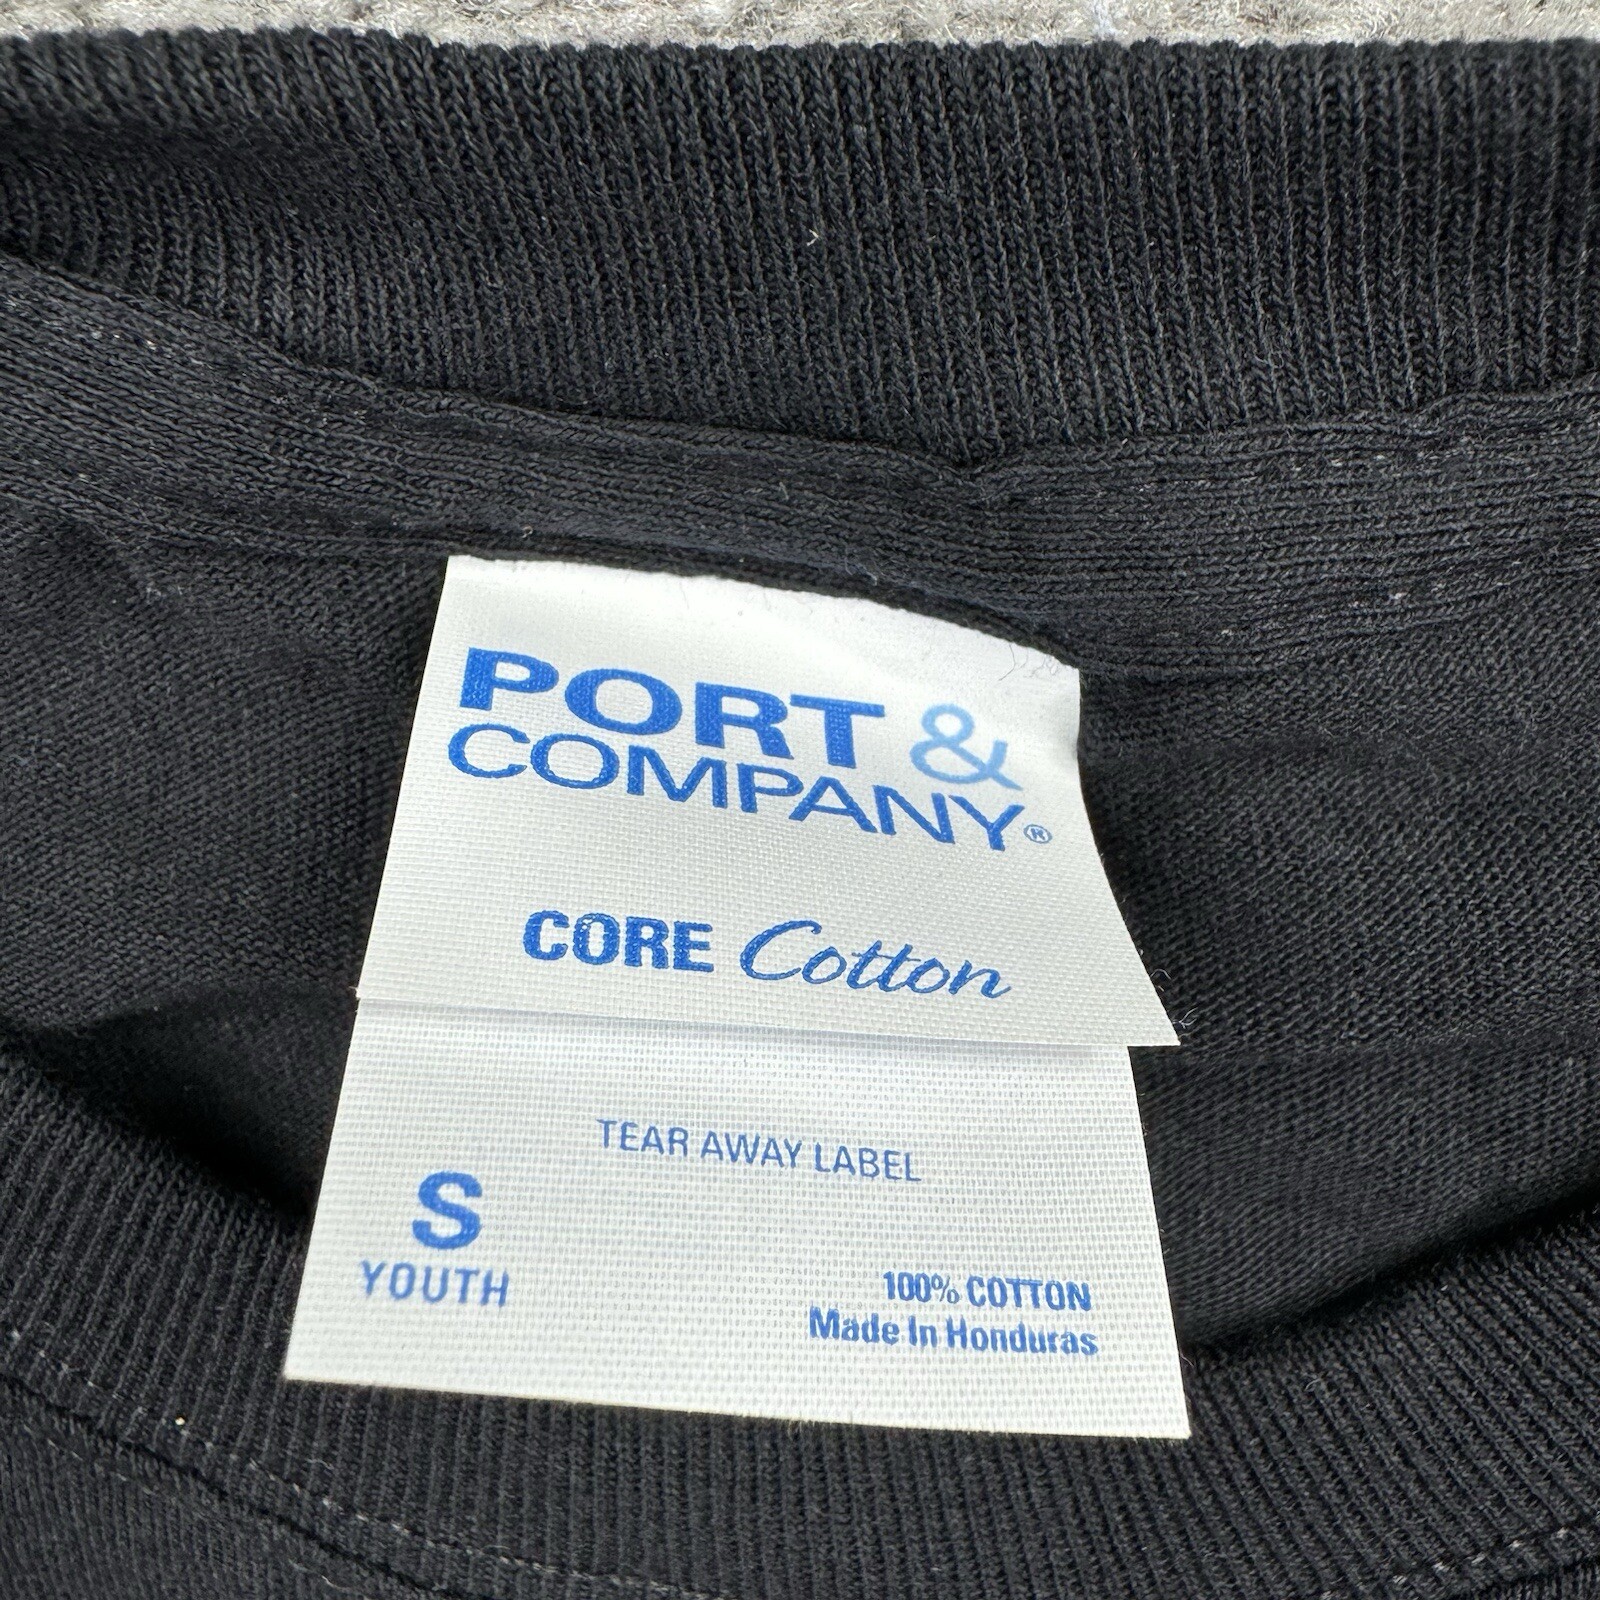 PORT &
COMPANY®
CORE Cotton
TEAR AWAY LABEL
S
YOUTH
100% COTTON
Made In Honduras